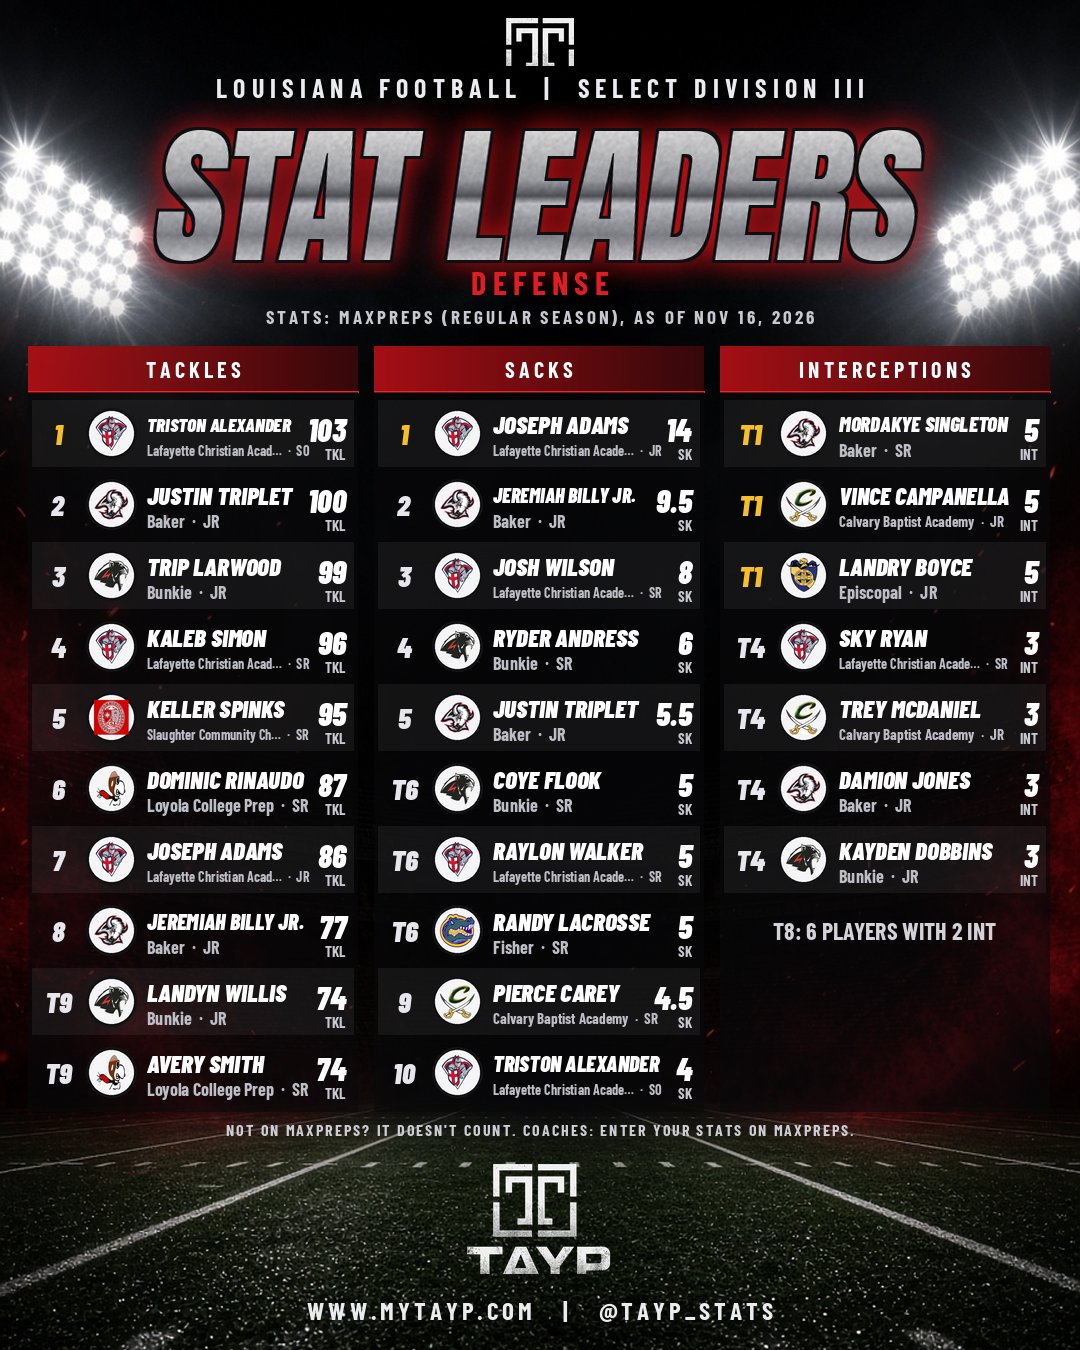 LOUISIANA FOOTBALL | SELECT DIVISION III
STAT LEADERS
DEFENSE
STATS: MAXPREPS (REGULAR SEASON), AS OF NOV 16, 2026
TACKLES
1 TRISTON ALEXANDER 103
Lafayette Christian Acad... · SO TKL
2 JUSTIN TRIPLET 100
Baker · JR TKL
3 TRIP LARWOOD 99
Bunkie · JR TKL
4 KALEB SIMON 96
Lafayette Christian Acad... · SR TKL
5 KELLER SPINKS 95
Slaughter Community Ch... · SR TKL
6 DOMINIC RINAUDO 87
Loyola College Prep · SR TKL
7 JOSEPH ADAMS 86
Lafayette Christian Acad... · JR TKL
8 JEREMIAH BILLY JR. 77
Baker · JR TKL
T9 LANDYN WILLIS 74
Bunkie · JR TKL
T9 AVERY SMITH 74
Loyola College Prep · SR TKL
SACKS
1 JOSEPH ADAMS 14
Lafayette Christian Acade... · JR SK
2 JEREMIAH BILLY JR. 9.5
Baker · JR SK
3 JOSH WILSON 8
Lafayette Christian Acade... · SR SK
4 RYDER ANDRESS 6
Bunkie · SR SK
5 JUSTIN TRIPLET 5.5
Baker · JR SK
T6 COYE FLOOK 5
Bunkie · SR SK
T6 RAYLON WALKER 5
Lafayette Christian Acade... · SR SK
T6 RANDY LACROSSE 5
Fisher · SR SK
9 PIERCE CAREY 4.5
Calvary Baptist Academy · SR SK
10 TRISTON ALEXANDER 4
Lafayette Christian Acade... · SO SK
INTERCEPTIONS
T1 MORDAKYE SINGLETON 5
Baker · SR INT
T1 VINCE CAMPANELLA 5
Calvary Baptist Academy · JR INT
T1 LANDRY BOYCE 5
Episcopal · JR INT
T4 SKY RYAN 3
Lafayette Christian Acade... · SR INT
T4 TREY MCDANIEL 3
Calvary Baptist Academy · JR INT
T4 DAMION JONES 3
Baker · JR INT
T4 KAYDEN DOBBINS 3
Bunkie · JR INT
T8: 6 PLAYERS WITH 2 INT
NOT ON MAXPREPS? IT DOESN'T COUNT. COACHES: ENTER YOUR STATS ON MAXPREPS.
TAYP
WWW.MYTAYP.COM | @TAYP_STATS